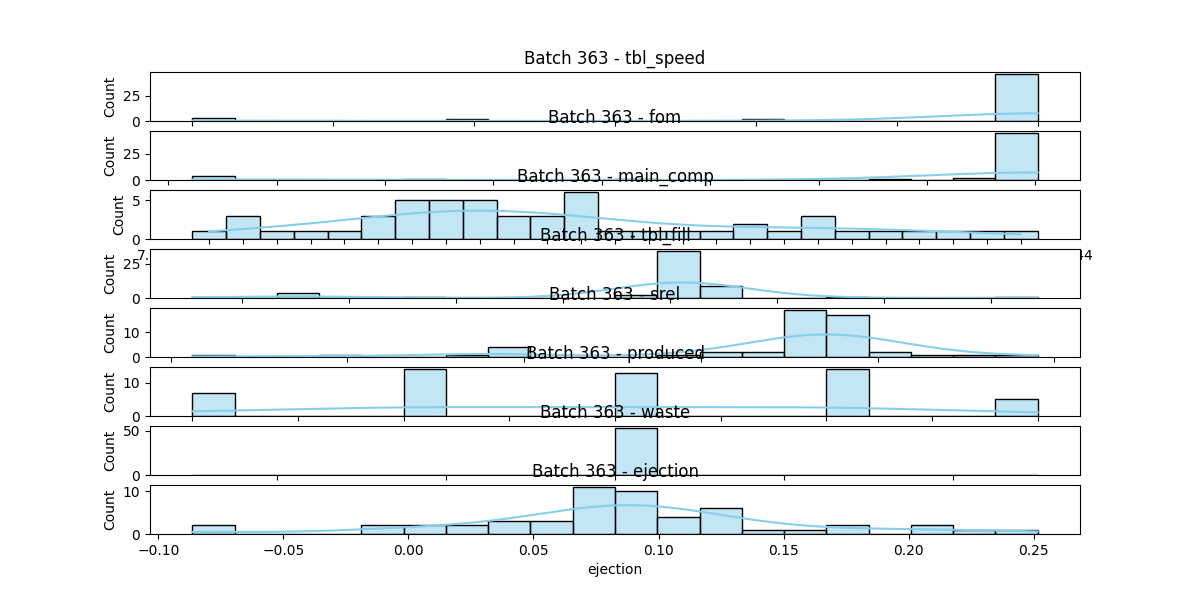 Batch 363 - tbl_speed
Count
25
0
Batch 363 - fom
Count
25
0
Batch 363 - main_comp
Count
5
0
7.
44
Batch 363 - tbl_fill
Count
25
0
Batch 363 - srel
Count
10
0
Batch 363 - produced
Count
10
0
Batch 363 - waste
Count
50
0
Batch 363 - ejection
Count
10
0
−0.10 −0.05 0.00 0.05 0.10 0.15 0.20 0.25
ejection